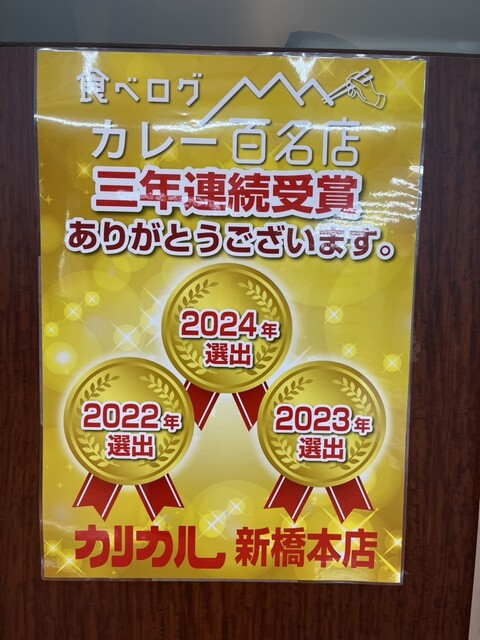 食べログ
カレー百名店
三年連続受賞
ありがとうございます。
2024年
選出
2022年
選出
2023年
選出
カリカル 新橋本店